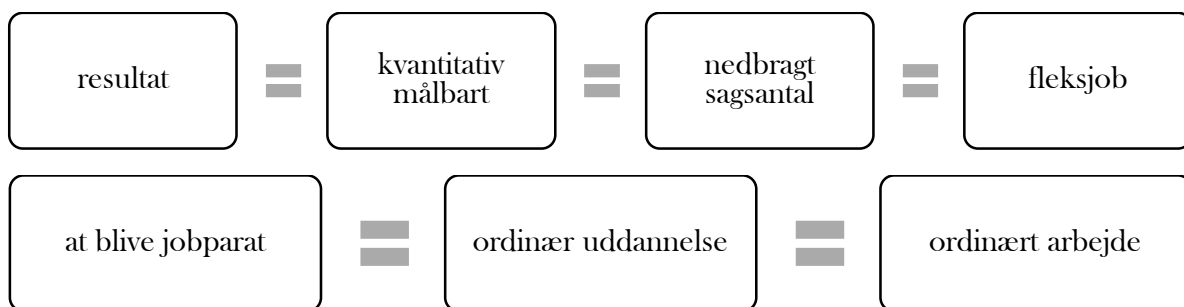 resultat
kvantitativ
målbart
nedbragt
sagsantal
fleksjob
at blive jobparat
ordinær uddannelse
ordinært arbejde